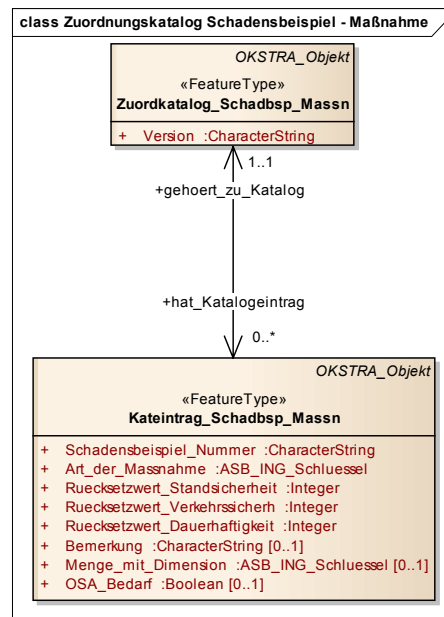 class Zuordnungskatalog Schadensbeispiel - Maßnahme
OKSTRA_Objekt
«FeatureType»
Zuordkatalog_Schadbsp_Massn
+ Version :CharacterString
1..1
+gehoert_zu_Katalog
+hat_Katalogeintrag
0..*
OKSTRA_Objekt
«FeatureType»
Kateintrag_Schadbsp_Massn
+ Schadensbeispiel_Nummer :CharacterString
+ Art_der_Massnahme :ASB_ING_Schluessel
+ Ruecksetzwert_Standsicherheit :Integer
+ Ruecksetzwert_Verkehrssicherh :Integer
+ Ruecksetzwert_Dauerhaftigkeit :Integer
+ Bemerkung :CharacterString [0..1]
+ Menge_mit_Dimension :ASB_ING_Schluessel [0..1]
+ OSA_Bedarf :Boolean [0..1]